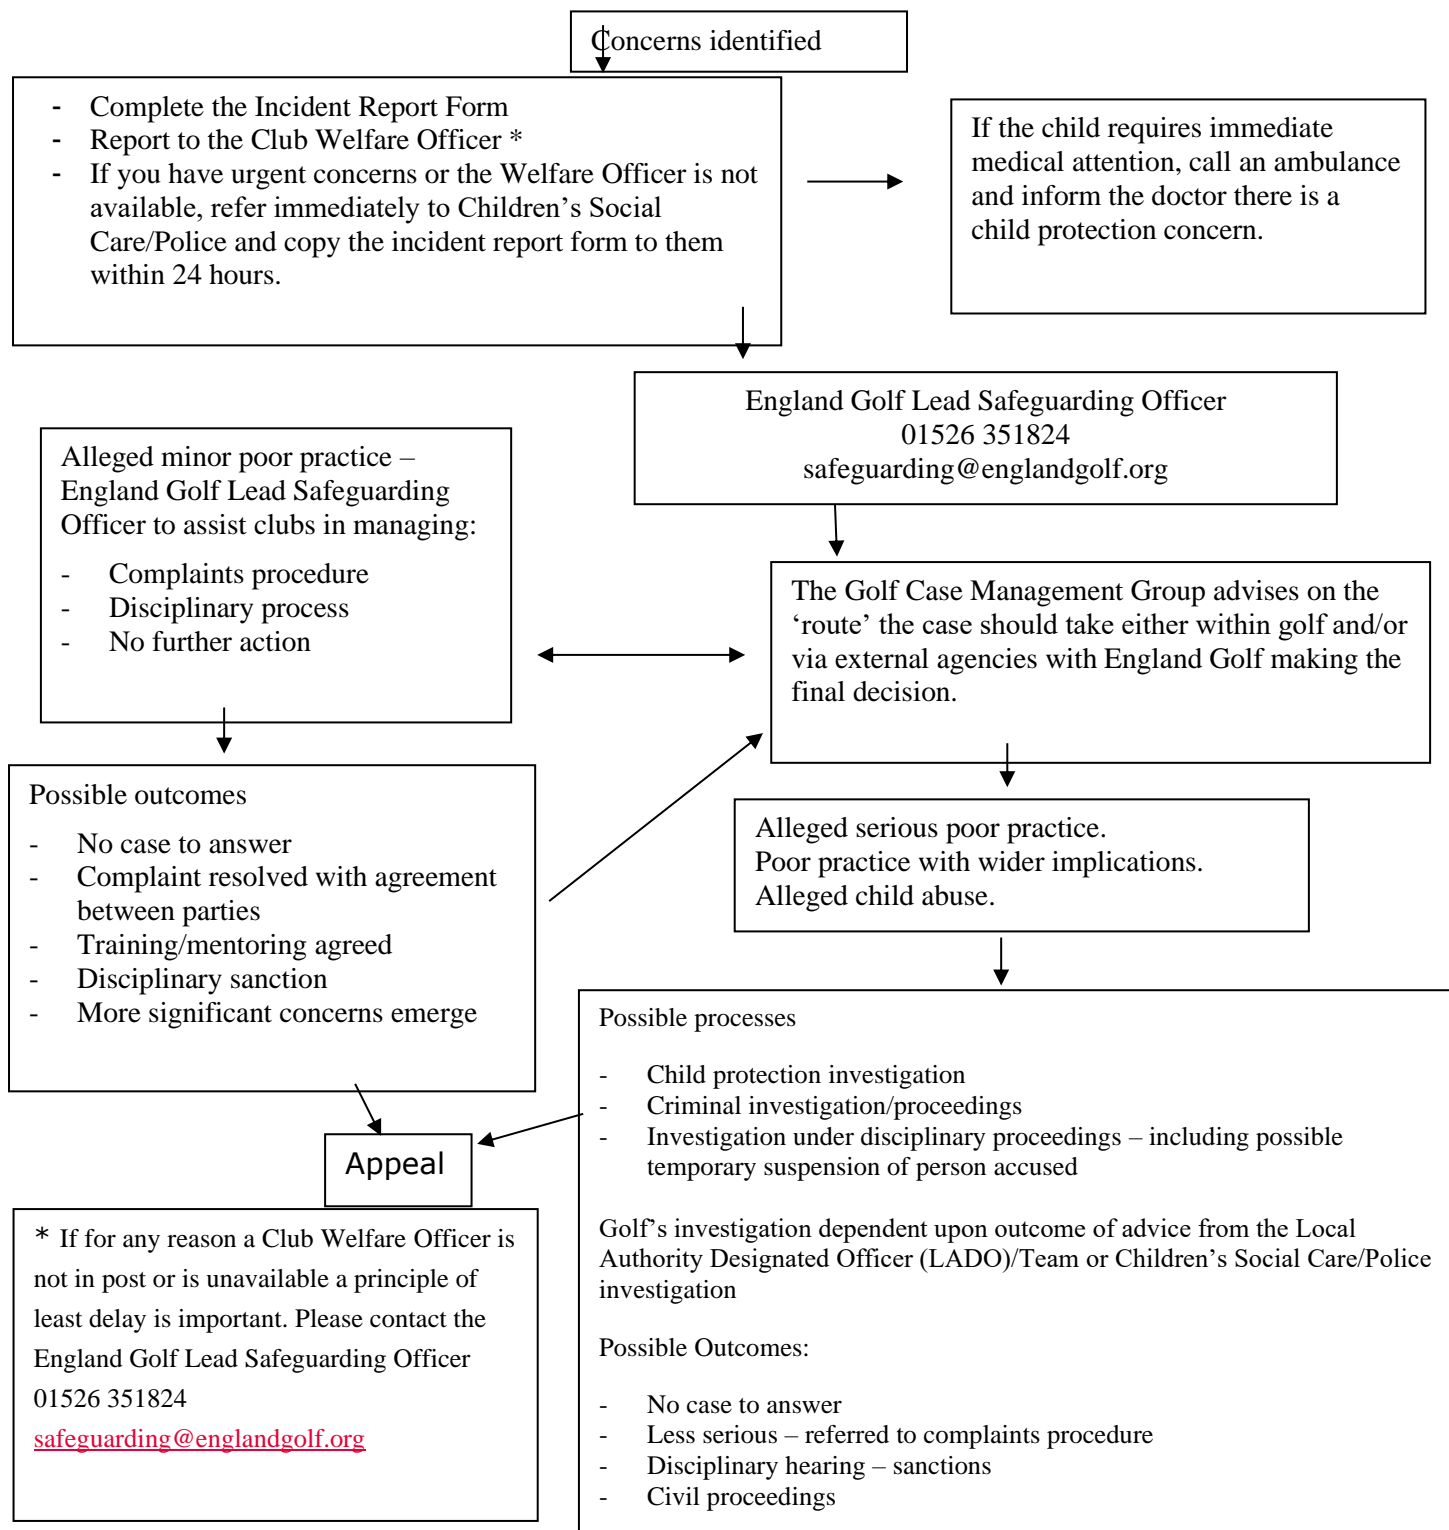 Concerns identified
- Complete the Incident Report Form
- Report to the Club Welfare Officer *
- If you have urgent concerns or the Welfare Officer is not
available, refer immediately to Children’s Social
Care/Police and copy the incident report form to them
within 24 hours.
If the child requires immediate
medical attention, call an ambulance
and inform the doctor there is a
child protection concern.
England Golf Lead Safeguarding Officer
01526 351824
safeguarding@englandgolf.org
Alleged minor poor practice –
England Golf Lead Safeguarding
Officer to assist clubs in managing:
- Complaints procedure
- Disciplinary process
- No further action
The Golf Case Management Group advises on the
‘route’ the case should take either within golf and/or
via external agencies with England Golf making the
final decision.
Possible outcomes
- No case to answer
- Complaint resolved with agreement
between parties
- Training/mentoring agreed
- Disciplinary sanction
- More significant concerns emerge
Alleged serious poor practice.
Poor practice with wider implications.
Alleged child abuse.
Possible processes
- Child protection investigation
- Criminal investigation/proceedings
- Investigation under disciplinary proceedings – including possible
temporary suspension of person accused
Golf’s investigation dependent upon outcome of advice from the Local
Authority Designated Officer (LADO)/Team or Children’s Social Care/Police
investigation
Possible Outcomes:
- No case to answer
- Less serious – referred to complaints procedure
- Disciplinary hearing – sanctions
- Civil proceedings
Appeal
* If for any reason a Club Welfare Officer is
not in post or is unavailable a principle of
least delay is important. Please contact the
England Golf Lead Safeguarding Officer
01526 351824
safeguarding@englandgolf.org